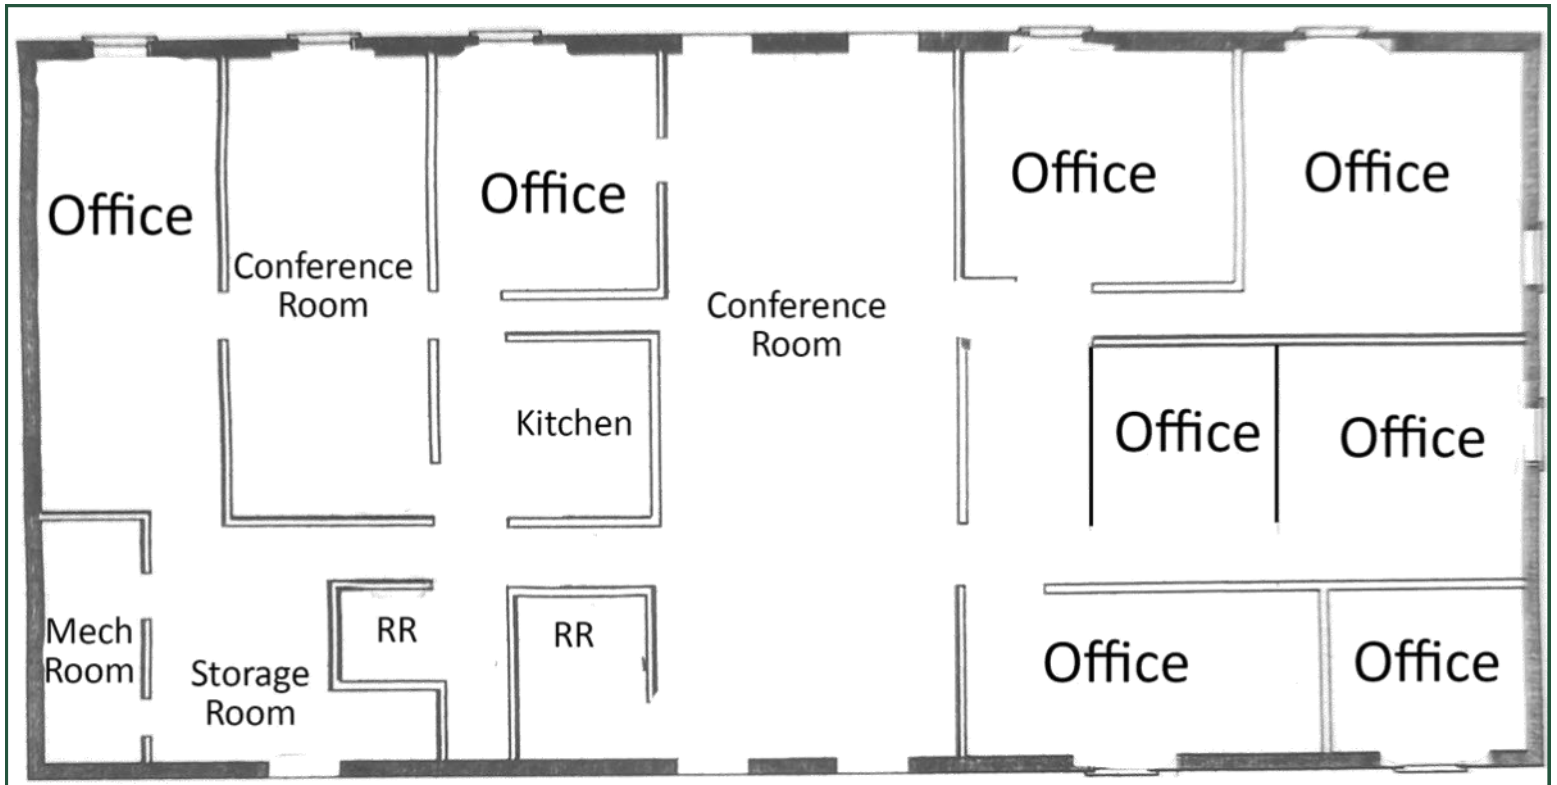 Office
Conference
Room
Office
Conference
Room
Office
Office
Kitchen
Office
Office
Mech
Room
Storage
Room
RR
RR
Office
Office